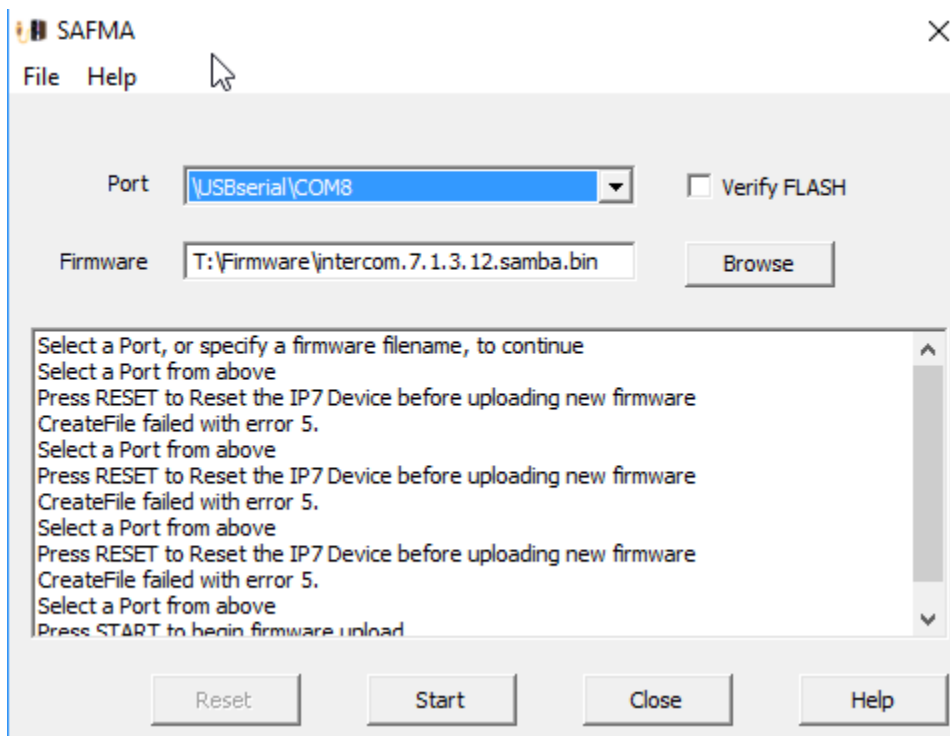 SAFMA
File Help
Port \USBserial\COM8 Verify FLASH
Firmware T:\Firmware\intercom.7.1.3.12.samba.bin Browse
Select a Port, or specify a firmware filename, to continue
Select a Port from above
Press RESET to Reset the IP7 Device before uploading new firmware
CreateFile failed with error 5.
Select a Port from above
Press RESET to Reset the IP7 Device before uploading new firmware
CreateFile failed with error 5.
Select a Port from above
Press RESET to Reset the IP7 Device before uploading new firmware
CreateFile failed with error 5.
Select a Port from above
Press START to begin firmware upload
Reset Start Close Help